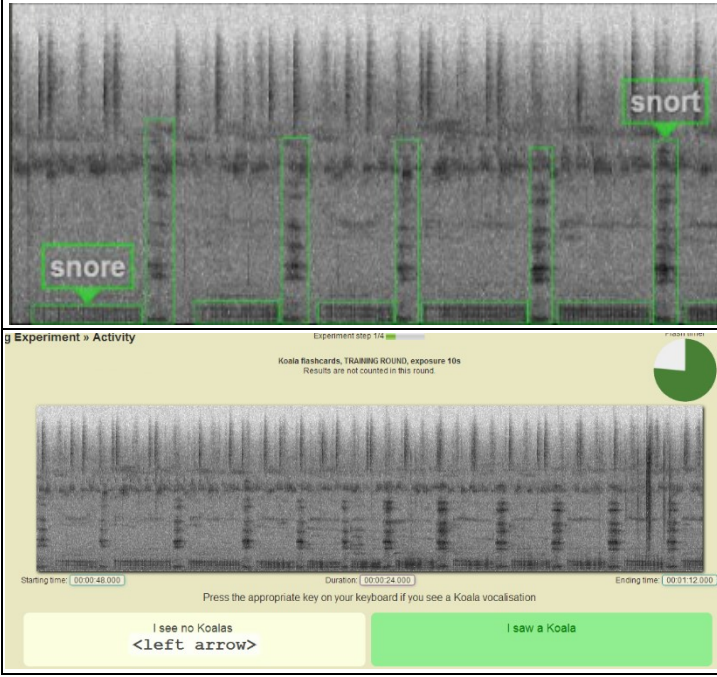 snort
snore
g Experiment » Activity
Experiment step 1/4
Flash timer
Koala flashcards, TRAINING ROUND, exposure 10s
Results are not counted in this round.
Starting time: 00:00:48.000
Duration: 00:00:24.000
Ending time: 00:01:12.000
Press the appropriate key on your keyboard if you see a Koala vocalisation
I see no Koalas
<left arrow>
I saw a Koala